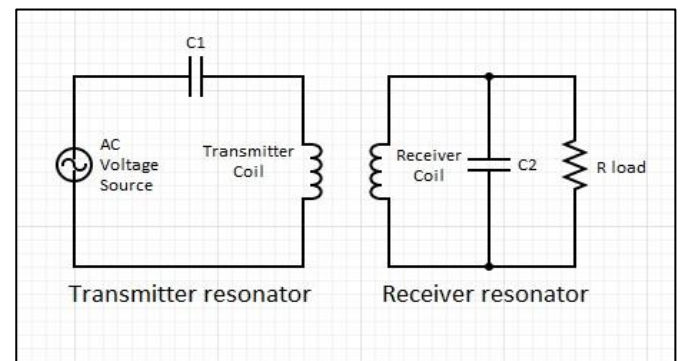 C1
AC
Voltage
Source
Transmitter
Coil
Receiver
Coil
C2
R load
Transmitter resonator
Receiver resonator